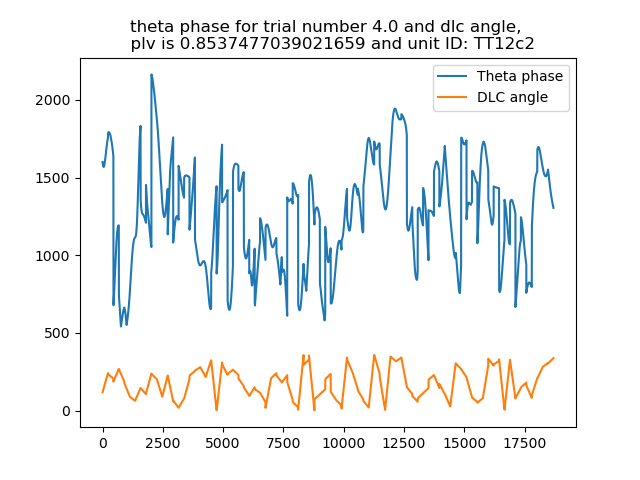 theta phase for trial number 4.0 and dlc angle,
plv is 0.8537477039021659 and unit ID: TT12c2
Theta phase
DLC angle
2000
1500
1000
500
0
0 2500 5000 7500 10000 12500 15000 17500